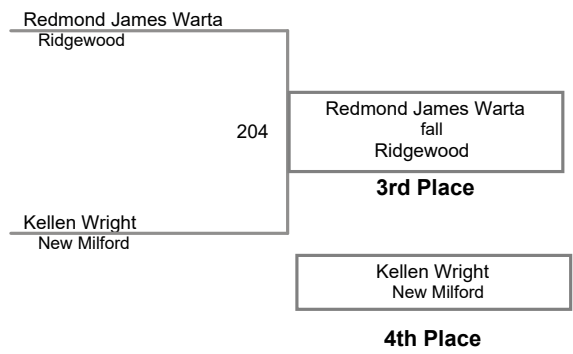 Redmond James Warta
Ridgewood
204
Redmond James Warta
fall
Ridgewood
3rd Place
Kellen Wright
New Milford
Kellen Wright
New Milford
4th Place